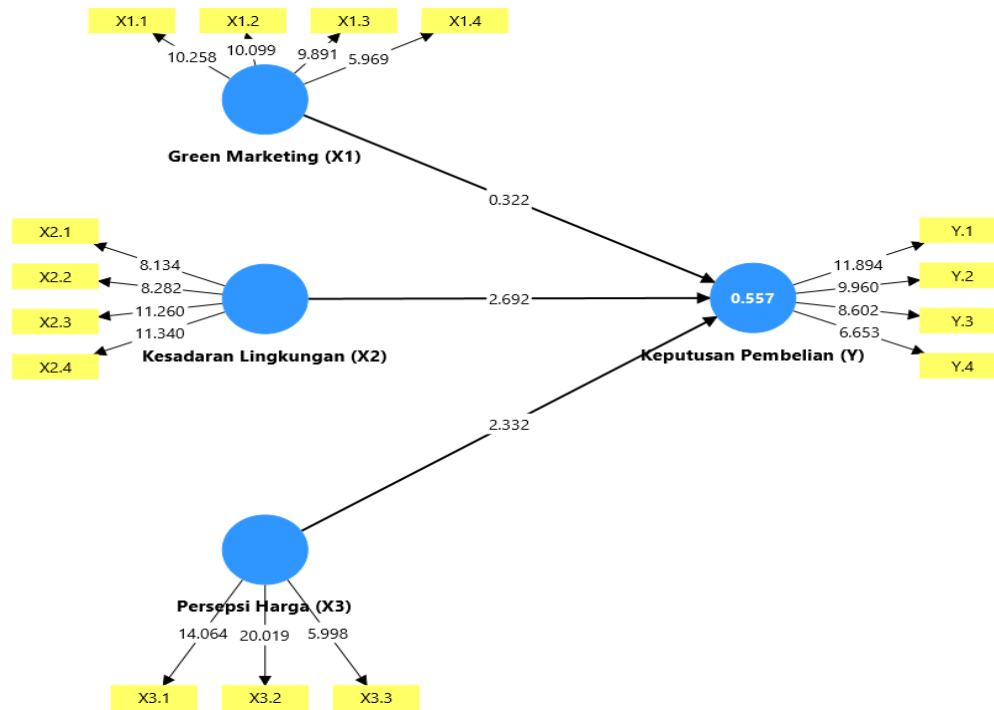 X1.1
X1.2
X1.3
X1.4
10.258
10.099
9.891
5.969
Green Marketing (X1)
0.322
X2.1
X2.2
X2.3
X2.4
8.134
8.282
11.260
11.340
Kesadaran Lingkungan (X2)
2.692
0.557
Keputusan Pembelian (Y)
11.894
9.960
8.602
6.653
Y.1
Y.2
Y.3
Y.4
2.332
Persepsi Harga (X3)
14.064
20.019
5.998
X3.1
X3.2
X3.3